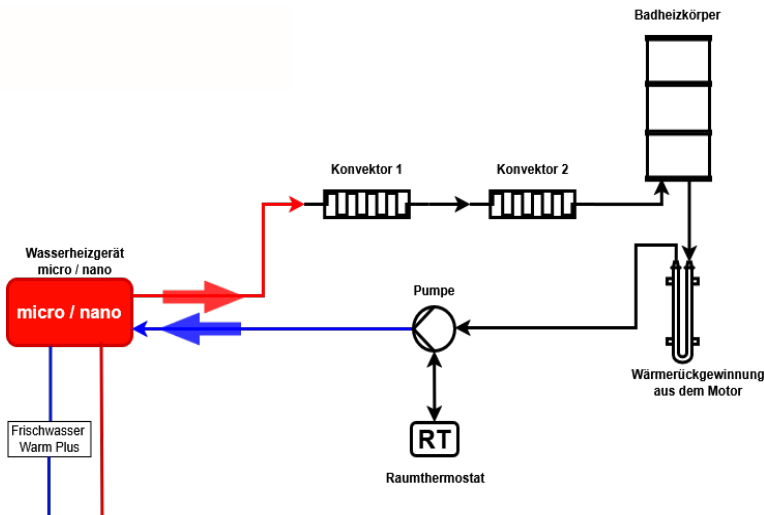 Badheizkörper
Konvektor 1
Konvektor 2
Wasserheizgerät
micro / nano
micro / nano
Pumpe
Wärmerückgewinnung
aus dem Motor
Frischwasser
Warm Plus
RT
Raumthermostat